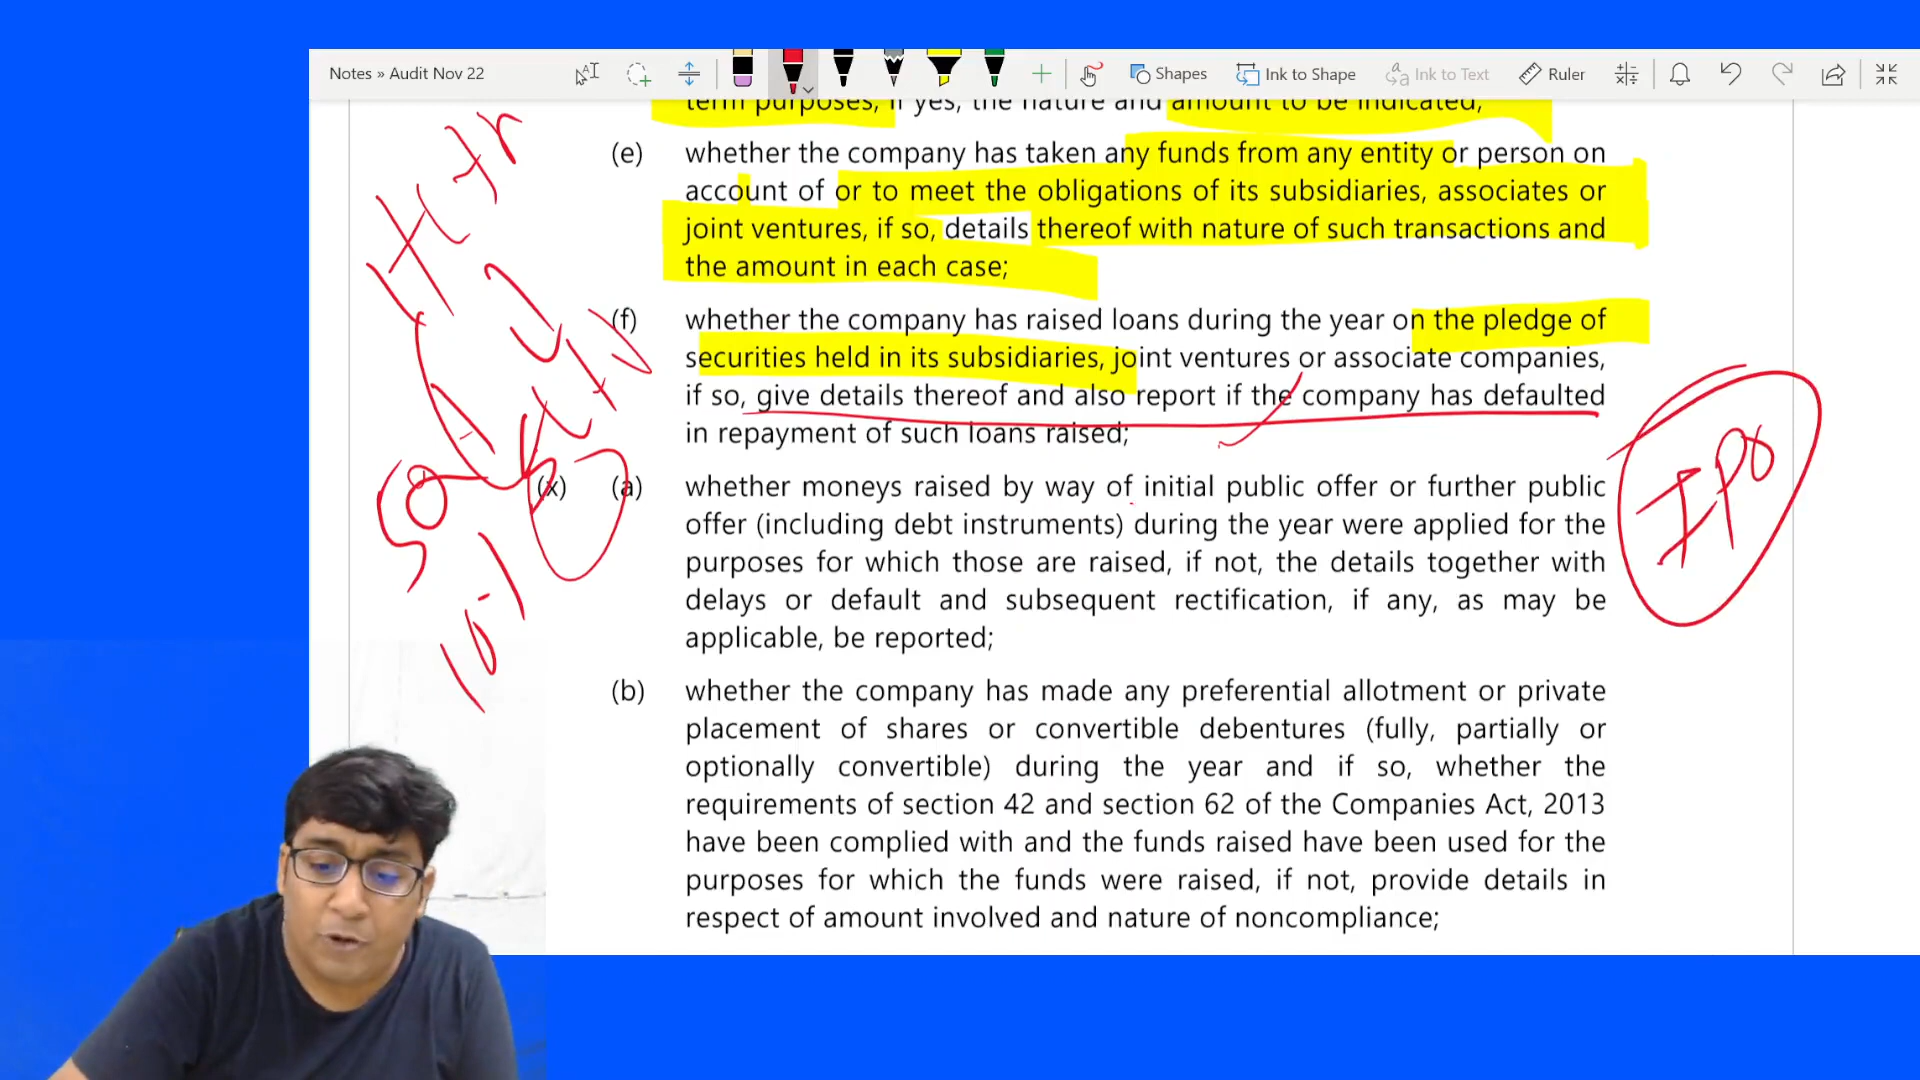 Notes » Audit Nov 22
Shapes
Ink to Shape
Ink to Text
Ruler
term purposes, if yes, the nature and amount to be indicated;
(e) whether the company has taken any funds from any entity or person on
account of or to meet the obligations of its subsidiaries, associates or
joint ventures, if so, details thereof with nature of such transactions and
the amount in each case;
(f) whether the company has raised loans during the year on the pledge of
securities held in its subsidiaries, joint ventures or associate companies,
if so, give details thereof and also report if the company has defaulted
in repayment of such loans raised;
IPO
(x) (a) whether moneys raised by way of initial public offer or further public
offer (including debt instruments) during the year were applied for the
purposes for which those are raised, if not, the details together with
delays or default and subsequent rectification, if any, as may be
applicable, be reported;
(b) whether the company has made any preferential allotment or private
placement of shares or convertible debentures (fully, partially or
optionally convertible) during the year and if so, whether the
requirements of section 42 and section 62 of the Companies Act, 2013
have been complied with and the funds raised have been used for the
purposes for which the funds were raised, if not, provide details in
respect of amount involved and nature of noncompliance;